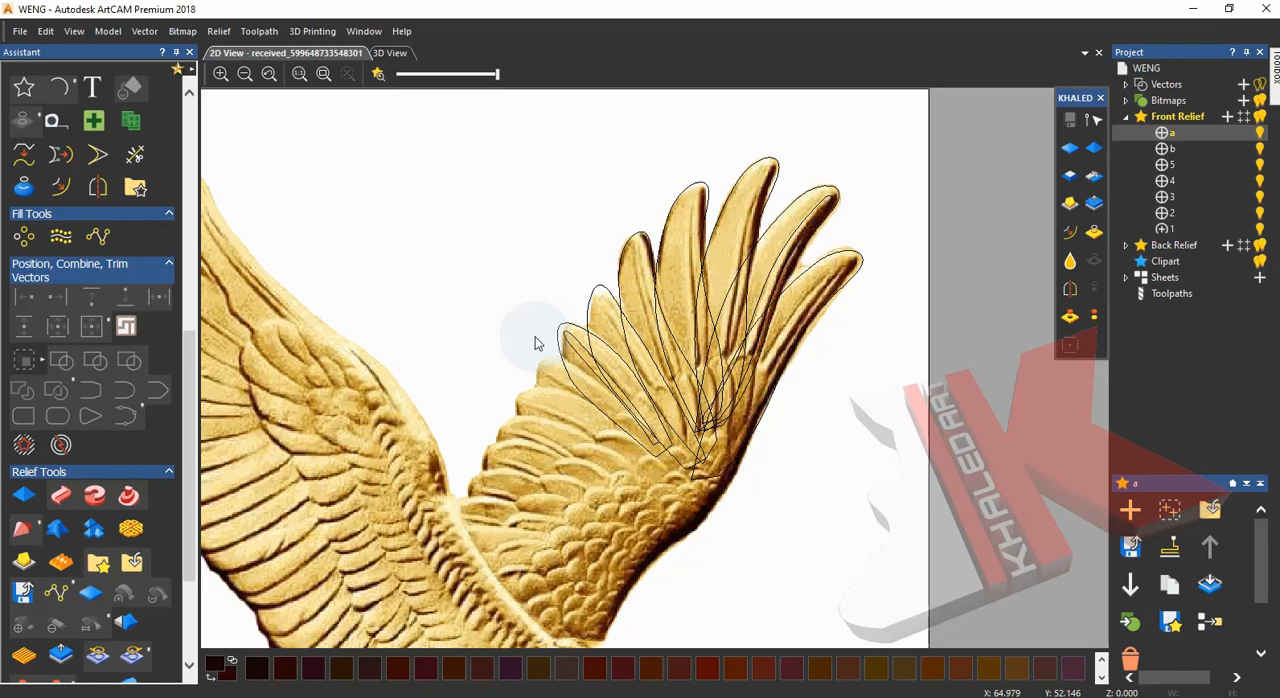 WENG - Autodesk ArtCAM Premium 2018
File Edit View Model Vector Bitmap Relief Toolpath 3D Printing Window Help
Assistant
2D View - received_599648733548301
3D View
Project
Toolbox
WENG
Vectors
Bitmaps
Front Relief
a
b
5
4
3
2
1
Back Relief
Clipart
Sheets
Toolpaths
KHALED
Fill Tools
Position, Combine, Trim
Vectors
Relief Tools
a
KHALED ART
X: 64.979 Y: 52.146 Z: 0.000 W: H: